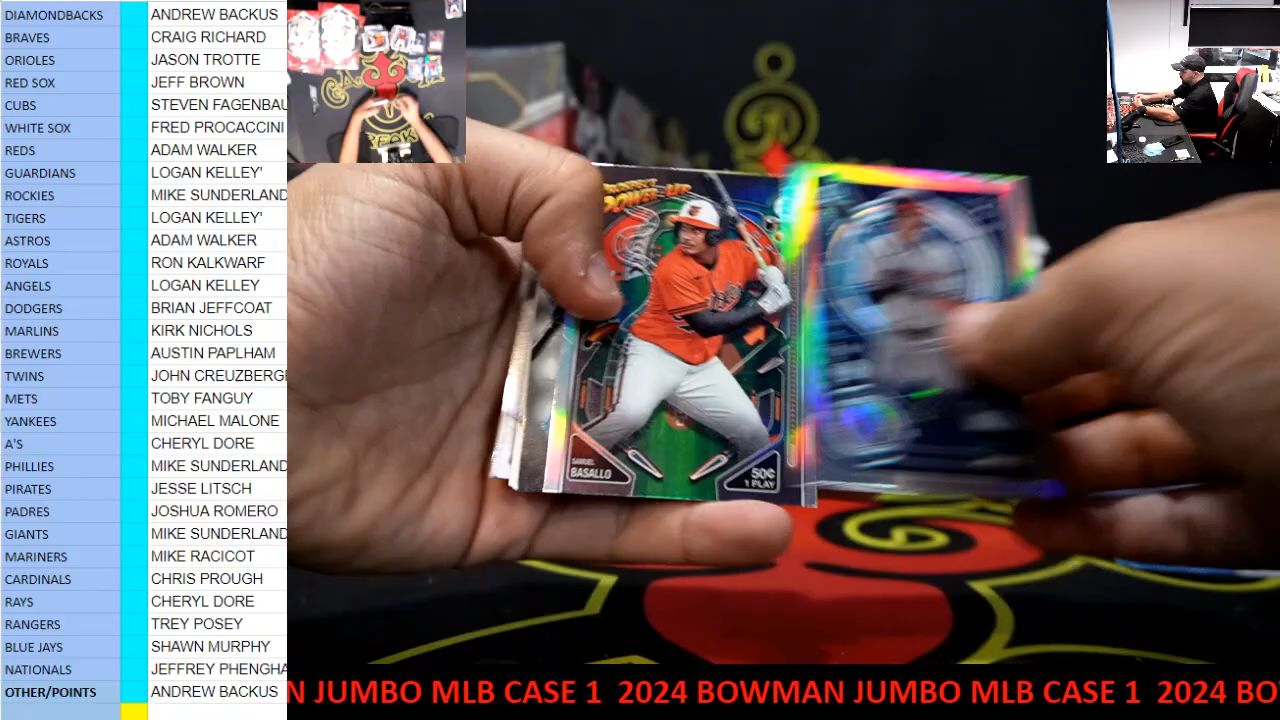 DIAMONDBACKS ANDREW BACKUS
BRAVES CRAIG RICHARD
ORIOLES JASON TROTTE
RED SOX JEFF BROWN
CUBS STEVEN FAGENBAU
WHITE SOX FRED PROCACCINI
REDS ADAM WALKER
GUARDIANS LOGAN KELLEY'
ROCKIES MIKE SUNDERLAND
TIGERS LOGAN KELLEY'
ASTROS ADAM WALKER
ROYALS RON KALKWARF
ANGELS LOGAN KELLEY
DODGERS BRIAN JEFFCOAT
MARLINS KIRK NICHOLS
BREWERS AUSTIN PAPLHAM
TWINS JOHN CREUZBERGE
METS TOBY FANGUY
YANKEES MICHAEL MALONE
A'S CHERYL DORE
PHILLIES MIKE SUNDERLAND
PIRATES JESSE LITSCH
PADRES JOSHUA ROMERO
GIANTS MIKE SUNDERLAND
MARINERS MIKE RACICOT
CARDINALS CHRIS PROUGH
RAYS CHERYL DORE
RANGERS TREY POSEY
BLUE JAYS SHAWN MURPHY
NATIONALS JEFFREY PHENGHA
OTHER/POINTS ANDREW BACKUS
POWER-UP
SAMUEL
BASALLO
50¢
1 PLAY
N JUMBO MLB CASE 1 2024 BOWMAN JUMBO MLB CASE 1 2024 BO